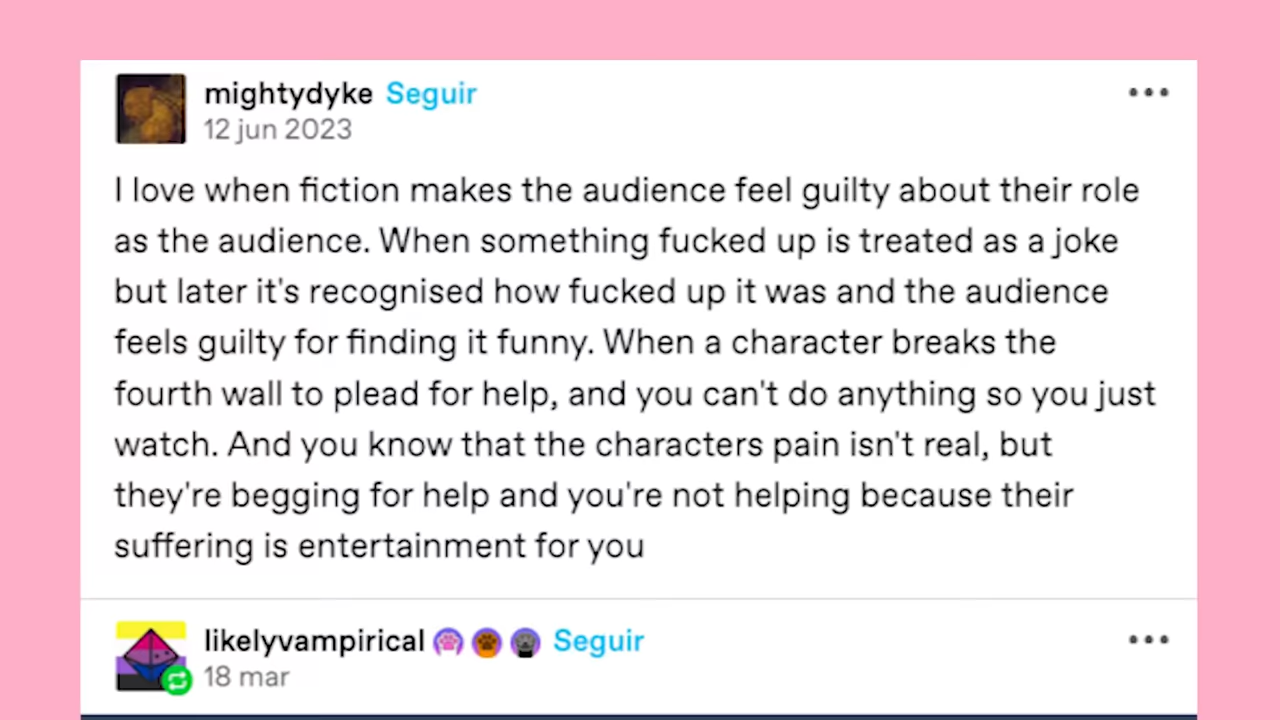 mightydyke Seguir
12 jun 2023
I love when fiction makes the audience feel guilty about their role
as the audience. When something fucked up is treated as a joke
but later it's recognised how fucked up it was and the audience
feels guilty for finding it funny. When a character breaks the
fourth wall to plead for help, and you can't do anything so you just
watch. And you know that the characters pain isn't real, but
they're begging for help and you're not helping because their
suffering is entertainment for you
likelyvampirical Seguir
18 mar